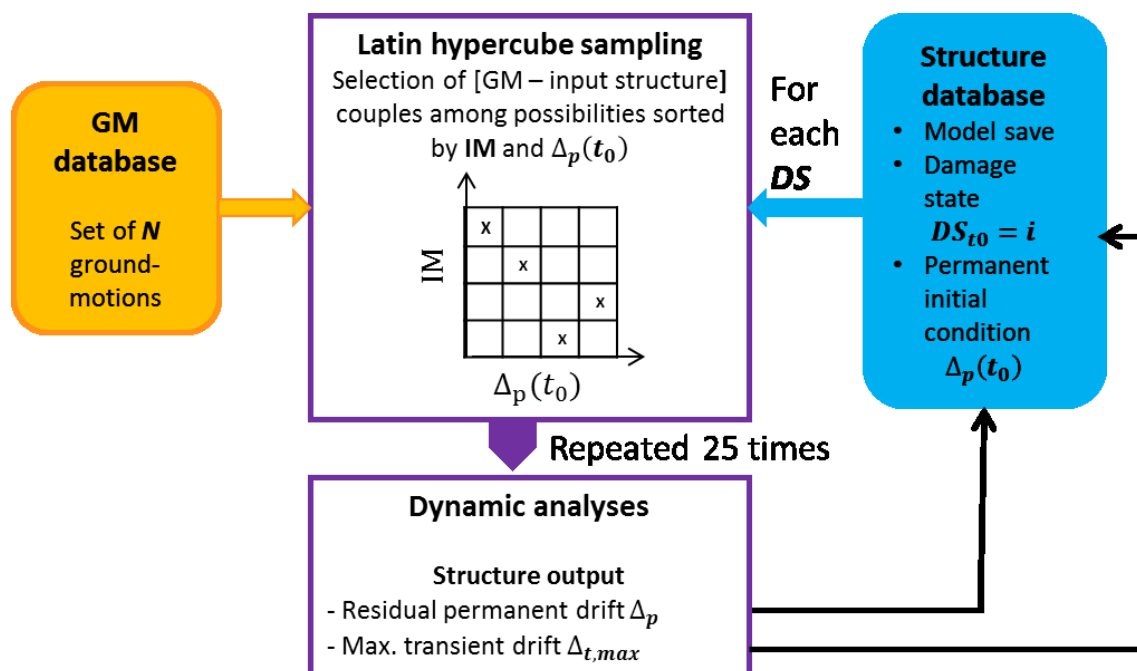 GM
database
Set of N
ground-
motions
Latin hypercube sampling
Selection of [GM – input structure]
couples among possibilities sorted
by IM and Δp(t0)
IM
x
x
x
x
Δp(t0)
For
each
DS
Structure
database
• Model save
• Damage
state
DSt0 = i
• Permanent
initial
condition
Δp(t0)
Repeated 25 times
Dynamic analyses
Structure output
- Residual permanent drift Δp
- Max. transient drift Δt,max